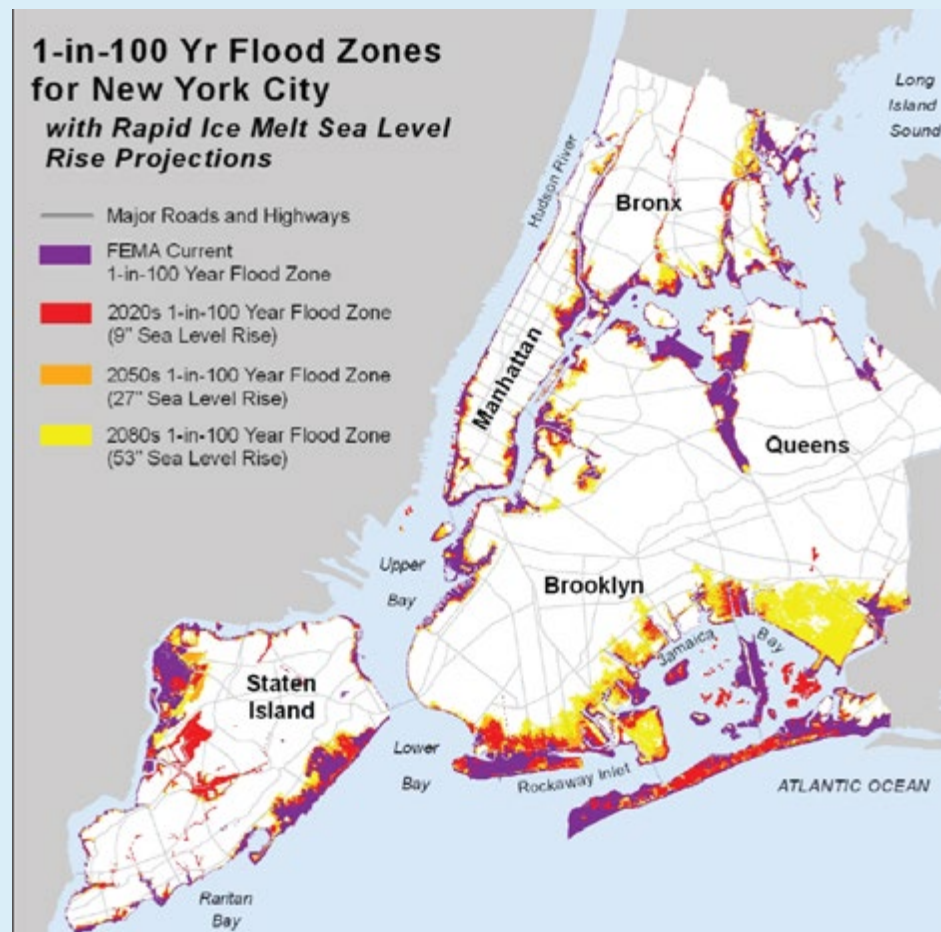 1-in-100 Yr Flood Zones
for New York City
with Rapid Ice Melt Sea Level
Rise Projections
Major Roads and Highways
FEMA Current
1-in-100 Year Flood Zone
2020s 1-in-100 Year Flood Zone
(9" Sea Level Rise)
2050s 1-in-100 Year Flood Zone
(27" Sea Level Rise)
2080s 1-in-100 Year Flood Zone
(53" Sea Level Rise)
Long
Island
Sound
Hudson River
Bronx
Manhattan
Queens
Upper
Bay
Brooklyn
Jamaica
Bay
Staten
Island
Lower
Bay
Rockaway Inlet
ATLANTIC OCEAN
Raritan
Bay